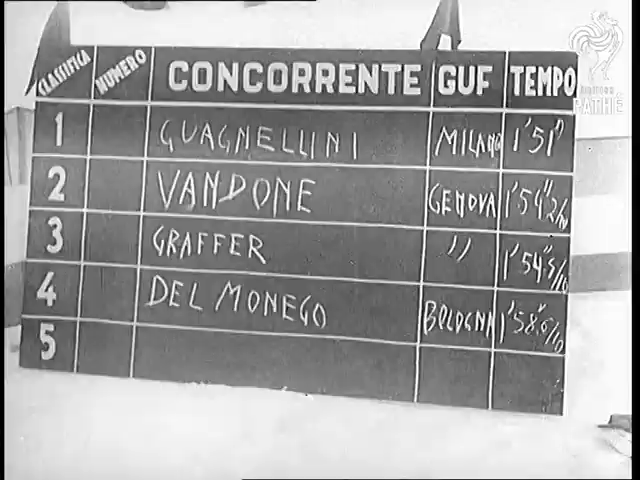 CLASSIFICA NUMERO CONCORRENTE GUF TEMPO
1 GUAGNELLINI MILANO 1'51"
2 VANDONE GENOVA 1'54"2/10
3 GRAFFER " 1'54"5/10
4 DEL MONEGO BOLOGNA 1'58"6/10
5
BRITISH
PATHÉ